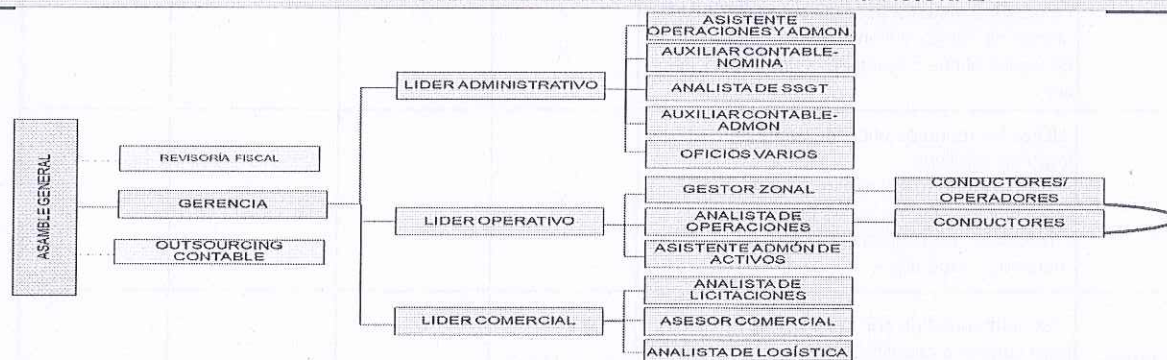 ASAMBLE GENERAL
REVISORÍA FISCAL
GERENCIA
OUTSOURCING
CONTABLE
LIDER ADMINISTRATIVO
ASISTENTE
OPERACIONES Y ADMON.
AUXILIAR CONTABLE-
NOMINA
ANALISTA DE SSGT
AUXILIAR CONTABLE-
ADMON
OFICIOS VARIOS
LIDER OPERATIVO
GESTOR ZONAL
CONDUCTORES/
OPERADORES
ANALISTA DE
OPERACIONES
CONDUCTORES
ASISTENTE ADMÓN DE
ACTIVOS
LIDER COMERCIAL
ANALISTA DE
LICITACIONES
ASESOR COMERCIAL
ANALISTA DE LOGÍSTICA